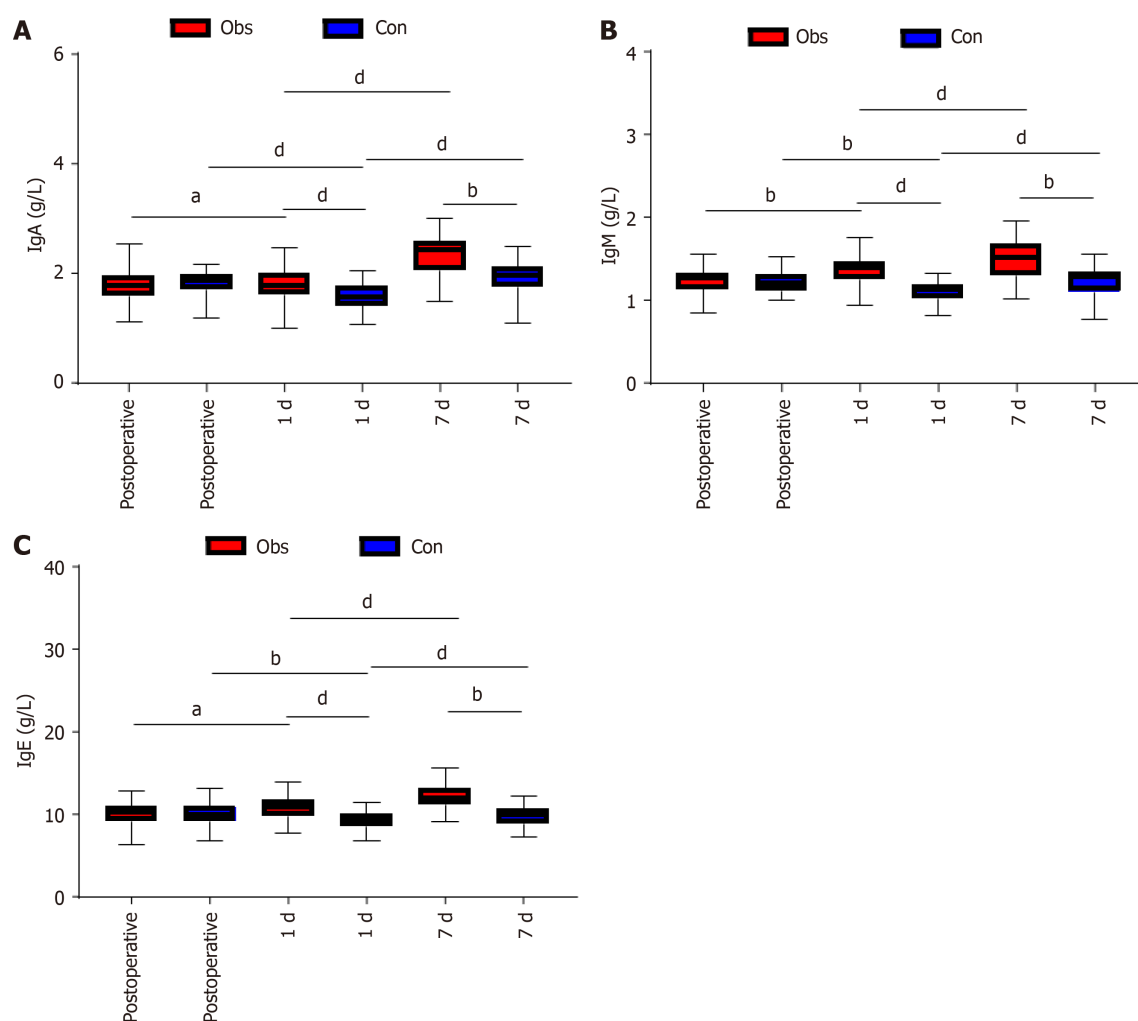 A
Obs
Con
IgA (g/L)
6
4
2
0
d
d
d
a
d
b
Postoperative
Postoperative
1 d
1 d
7 d
7 d
B
Obs
Con
IgM (g/L)
4
3
2
1
0
d
b
d
b
d
b
Postoperative
Postoperative
1 d
1 d
7 d
7 d
C
Obs
Con
IgE (g/L)
40
30
20
10
0
d
b
d
a
d
b
Postoperative
Postoperative
1 d
1 d
7 d
7 d